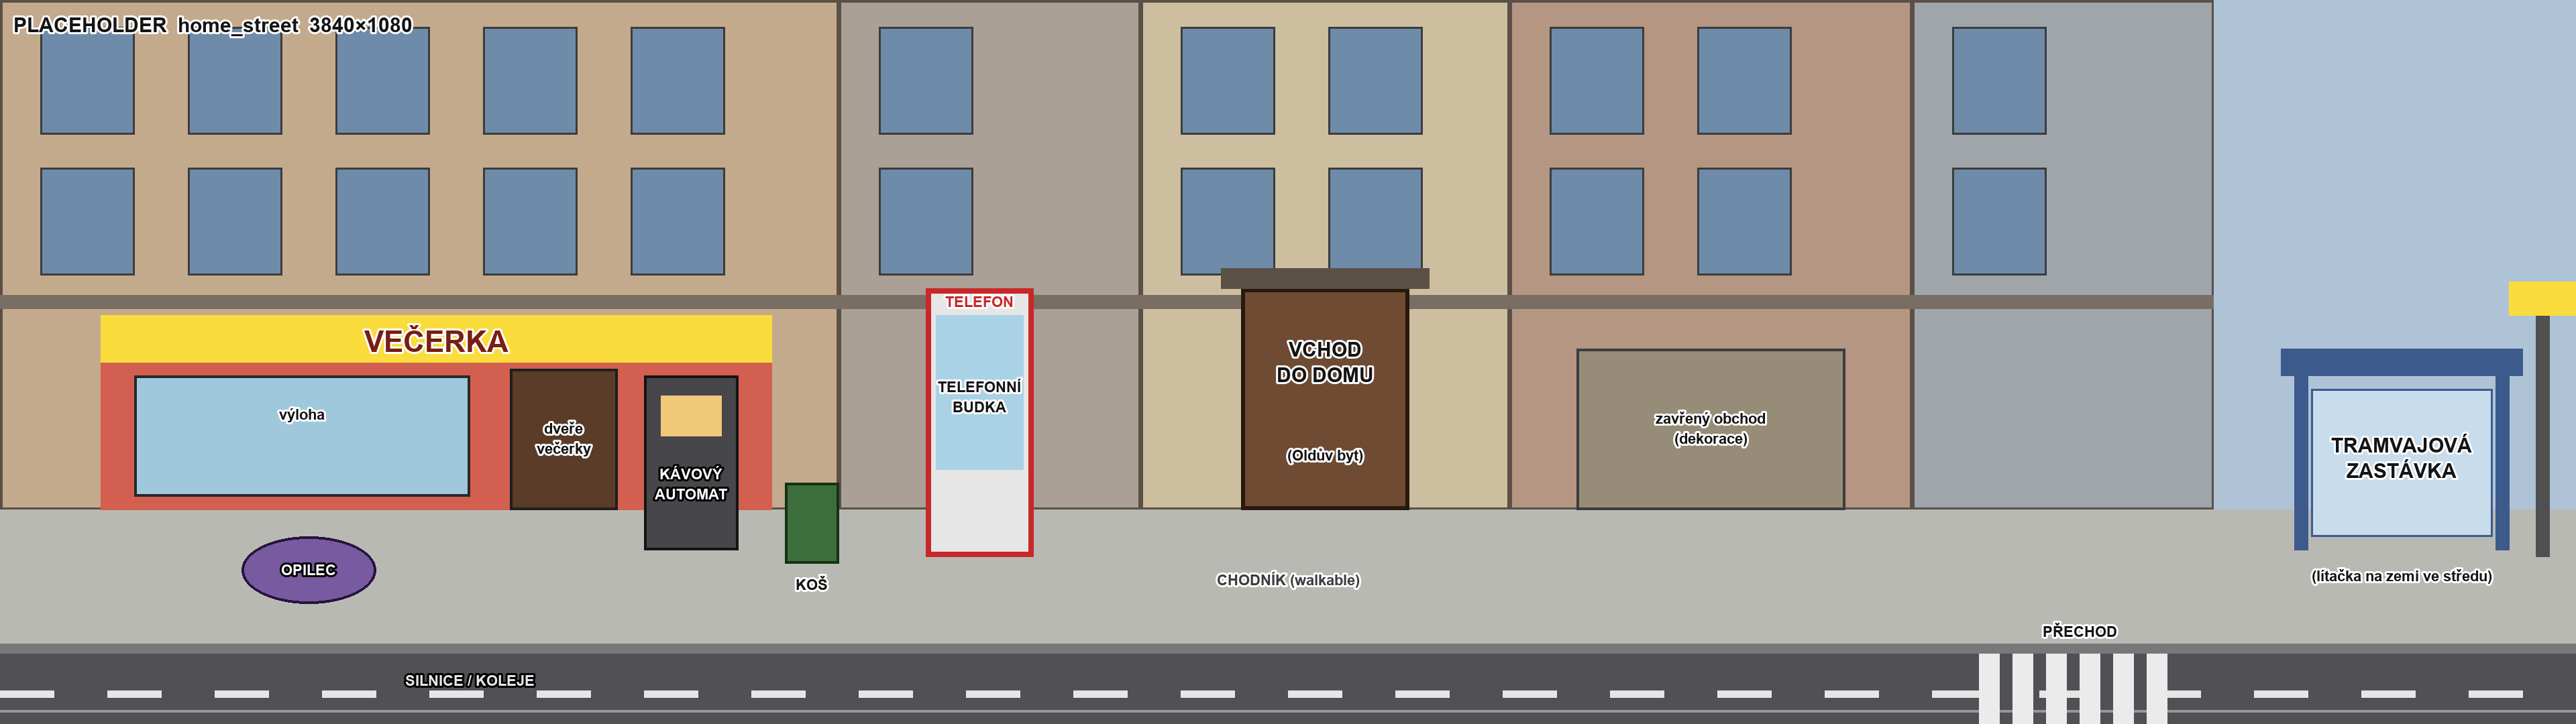 PLACEHOLDER home_street 3840×1080
VEČERKA
výloha
dveře
večerky
KÁVOVÝ
AUTOMAT
OPILEC
KOŠ
TELEFON
TELEFONNÍ
BUDKA
VCHOD
DO DOMU
(Oldův byt)
CHODNÍK (walkable)
zavřený obchod
(dekorace)
TRAMVAJOVÁ
ZASTÁVKA
(lítačka na zemi ve středu)
PŘECHOD
SILNICE / KOLEJE